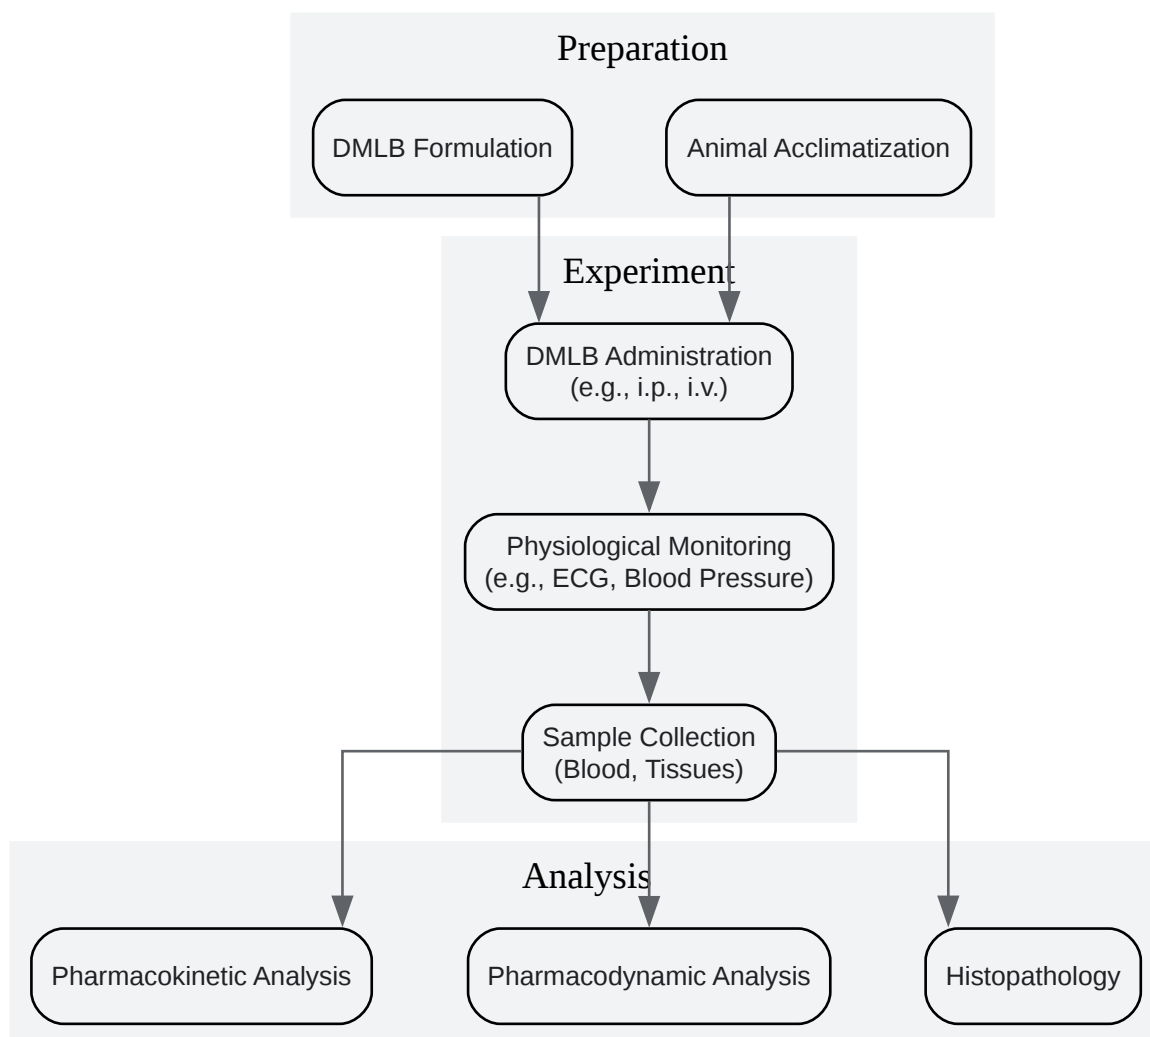 Preparation
DMLB Formulation
Animal Acclimatization
Experiment
DMLB Administration
(e.g., i.p., i.v.)
Physiological Monitoring
(e.g., ECG, Blood Pressure)
Sample Collection
(Blood, Tissues)
Analysis
Pharmacokinetic Analysis
Pharmacodynamic Analysis
Histopathology